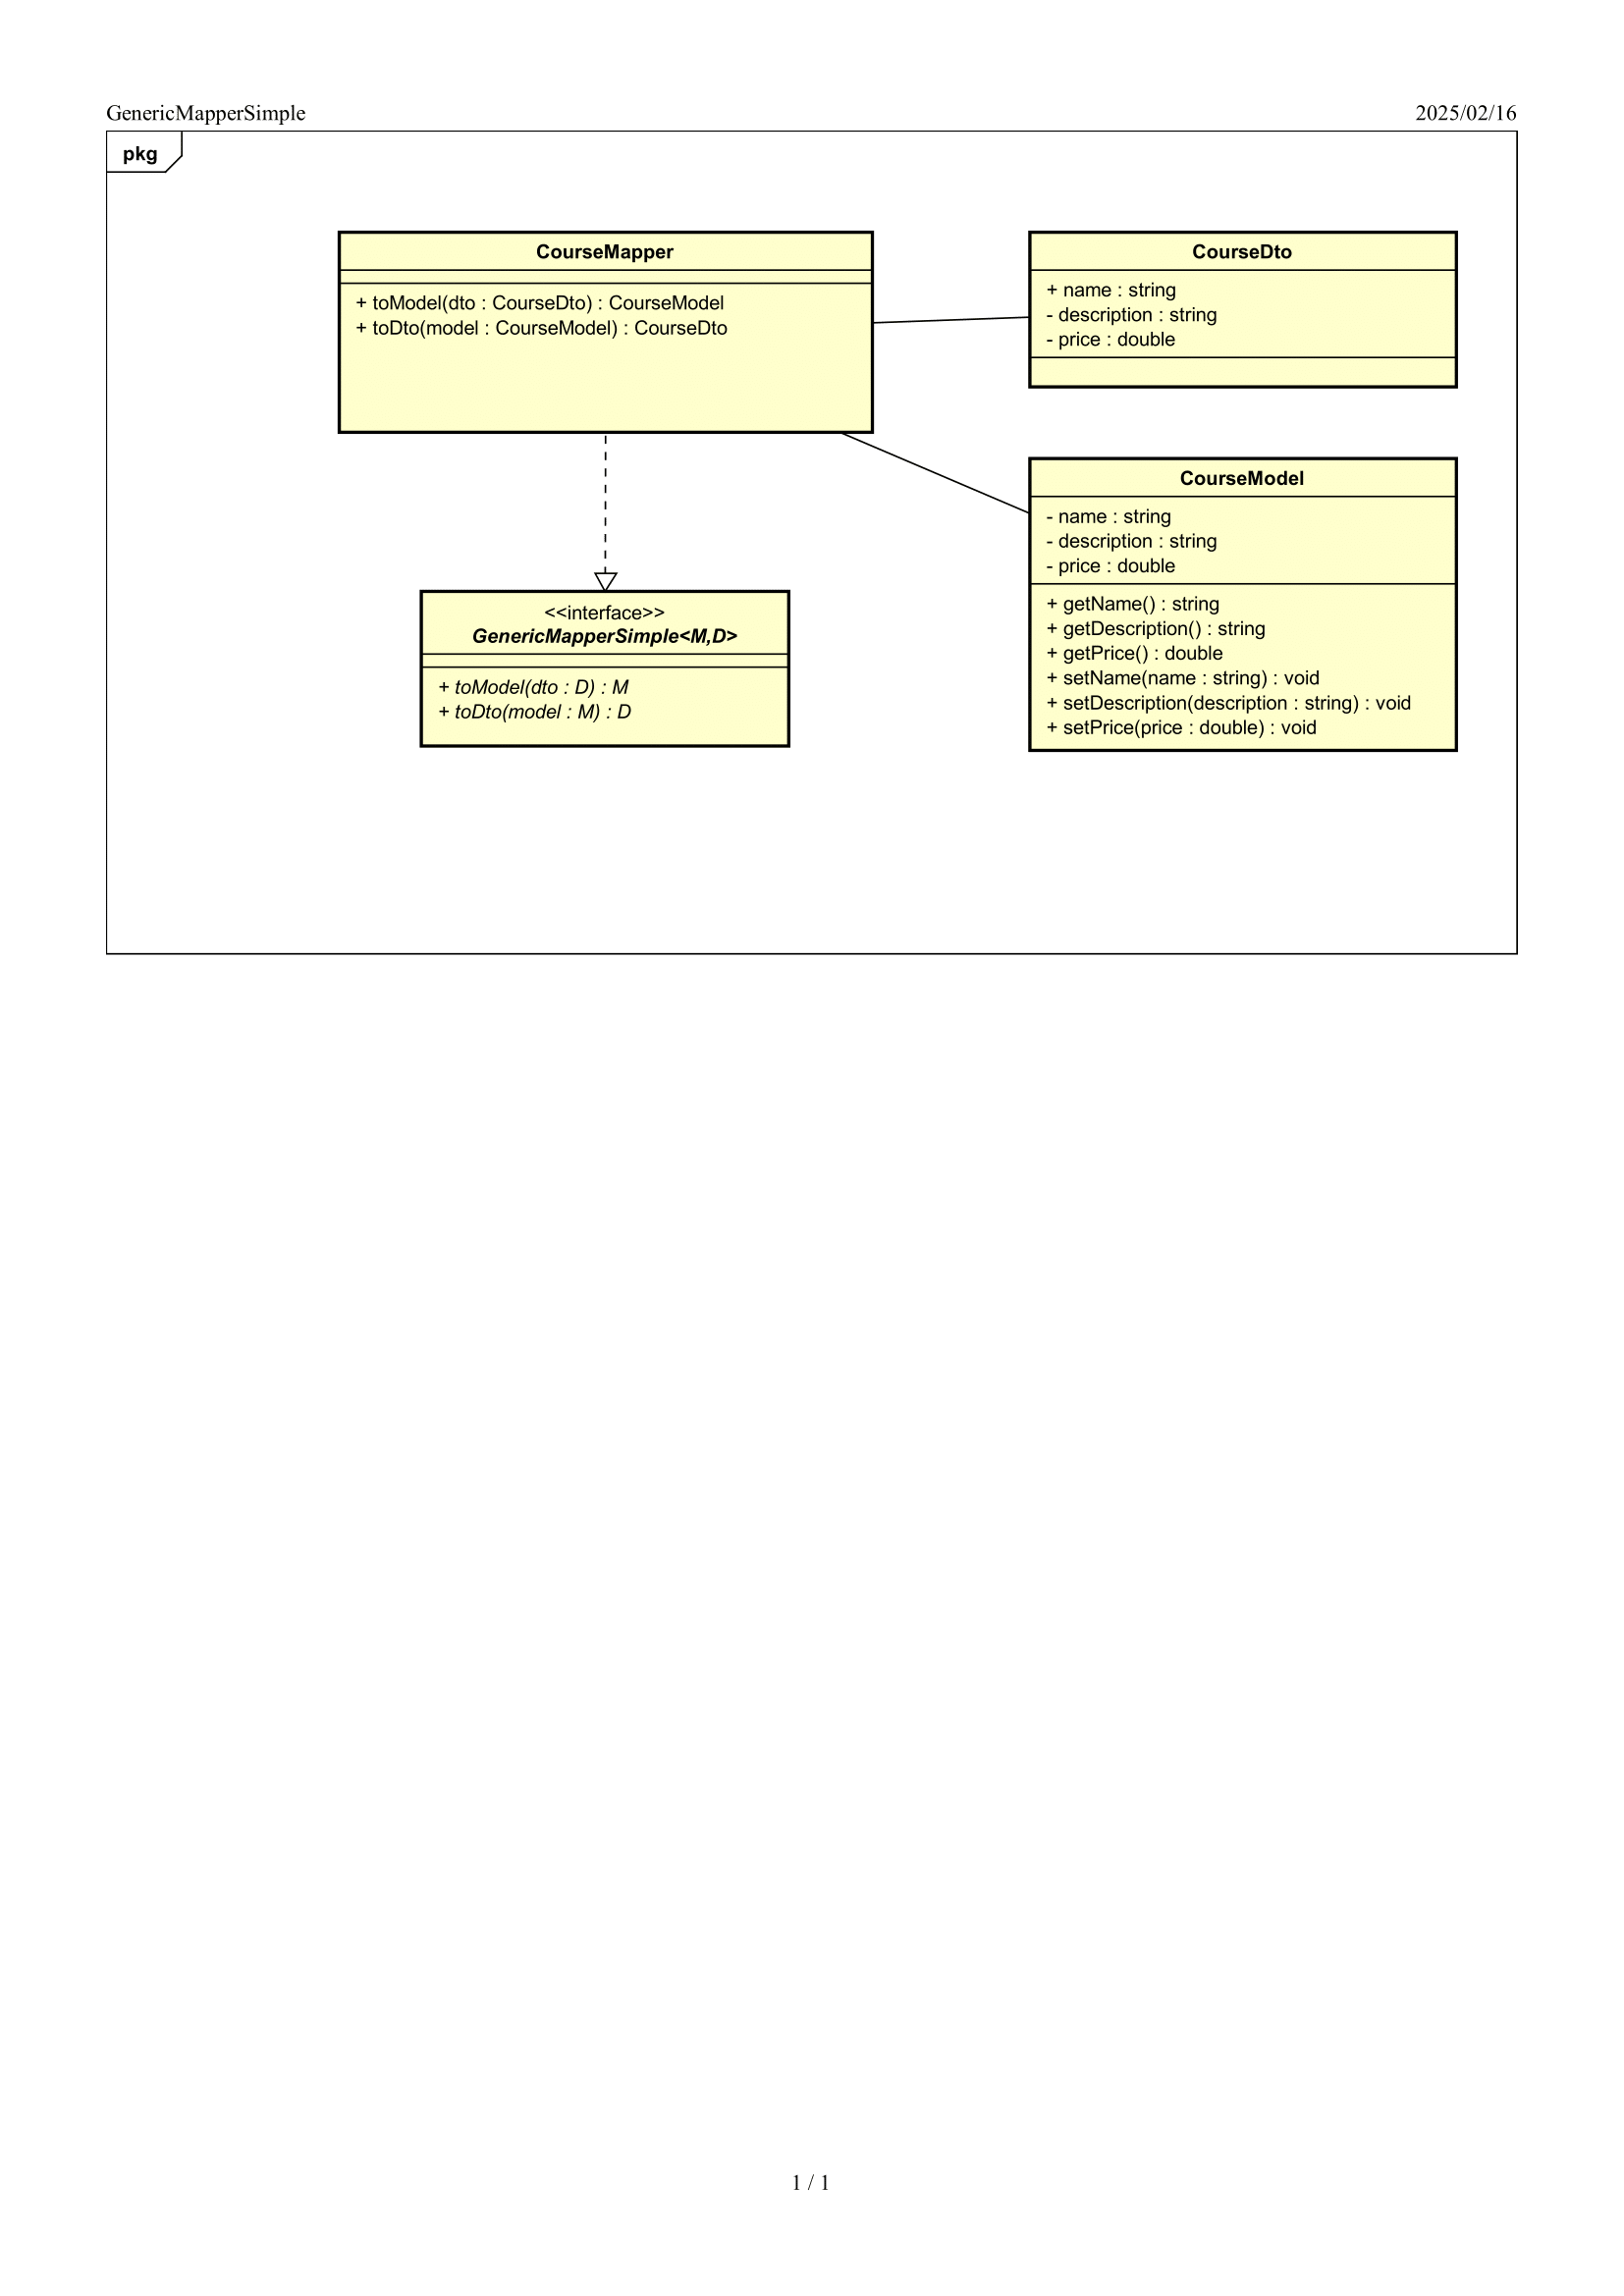 GenericMapperSimple
2025/02/16
pkg
CourseMapper
+ toModel(dto : CourseDto) : CourseModel
+ toDto(model : CourseModel) : CourseDto
CourseDto
+ name : string
- description : string
- price : double
CourseModel
- name : string
- description : string
- price : double
+ getName() : string
+ getDescription() : string
+ getPrice() : double
+ setName(name : string) : void
+ setDescription(description : string) : void
+ setPrice(price : double) : void
<<interface>>
GenericMapperSimple<M,D>
+ toModel(dto : D) : M
+ toDto(model : M) : D
1 / 1